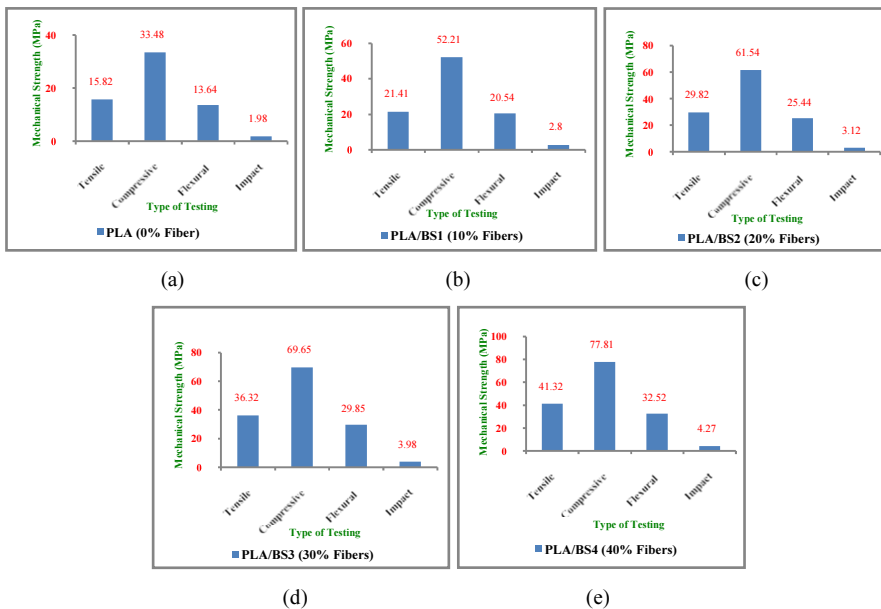 Mechanical Strength (MPa)
40
20
0
15.82
33.48
13.64
1.98
Tensile
Compressive
Flexural
Impact
Type of Testing
PLA (0% Fiber)
(a)
Mechanical Strength (MPa)
60
40
20
0
21.41
52.21
20.54
2.8
Tensile
Compressive
Flexural
Impact
Type of Testing
PLA/BS1 (10% Fibers)
(b)
Mechanical Strength (MPa)
80
60
40
20
0
29.82
61.54
25.44
3.12
Tensile
Compressive
Flexural
Impact
Type of Testing
PLA/BS2 (20% Fibers)
(c)
Mechanical Strength (MPa)
80
60
40
20
0
36.32
69.65
29.85
3.98
Tensile
Compressive
Flexural
Impact
Type of Testing
PLA/BS3 (30% Fibers)
(d)
Mechanical Strength (MPa)
100
80
60
40
20
0
41.32
77.81
32.52
4.27
Tensile
Compressive
Flexural
Impact
Type of Testing
PLA/BS4 (40% Fibers)
(e)